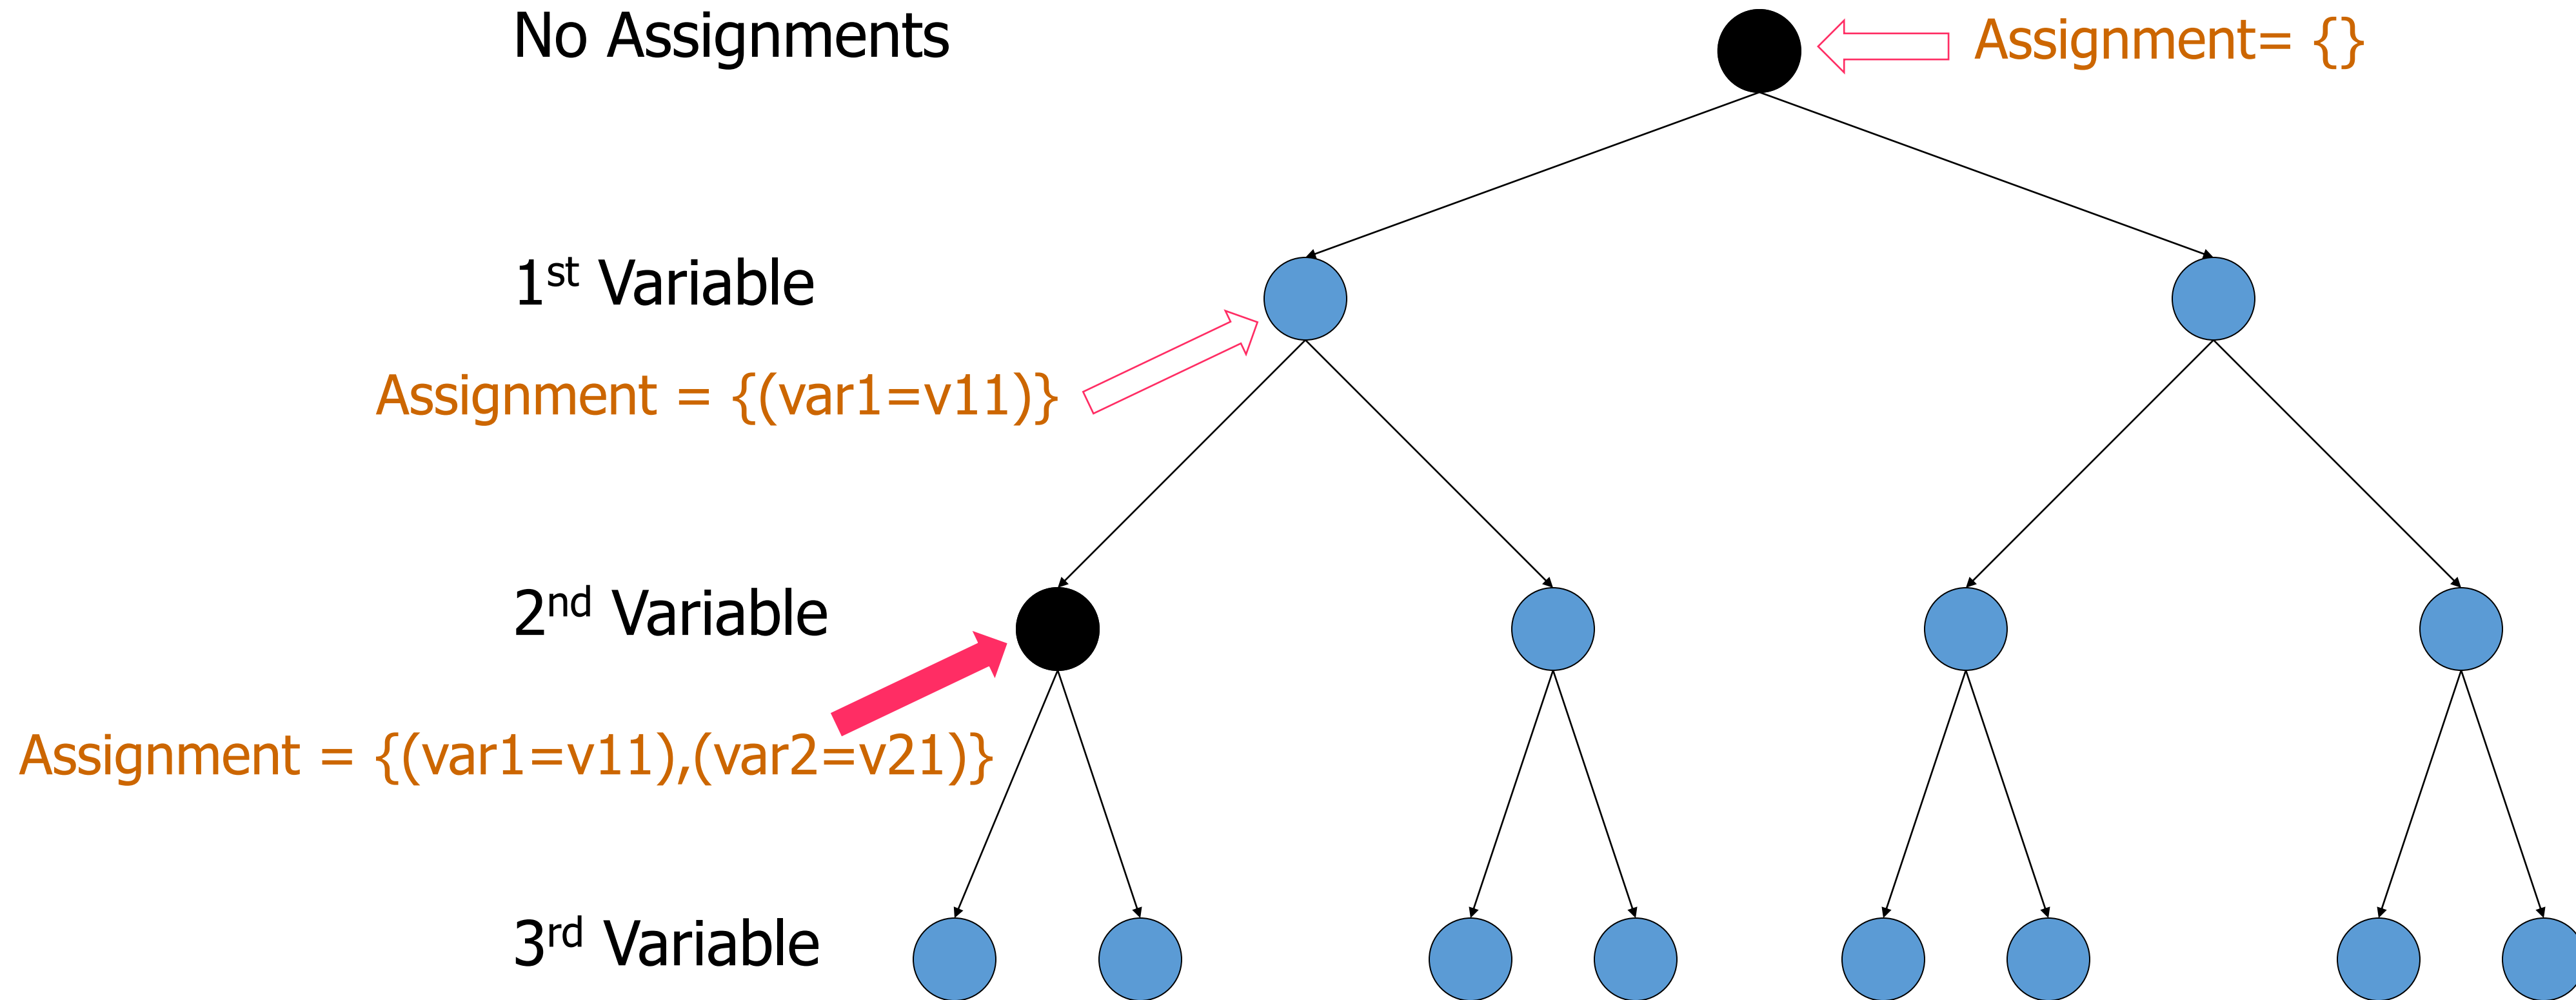 No Assignments
Assignment= {}
1st Variable
Assignment = {(var1=v11)}
2nd Variable
Assignment = {(var1=v11),(var2=v21)}
3rd Variable